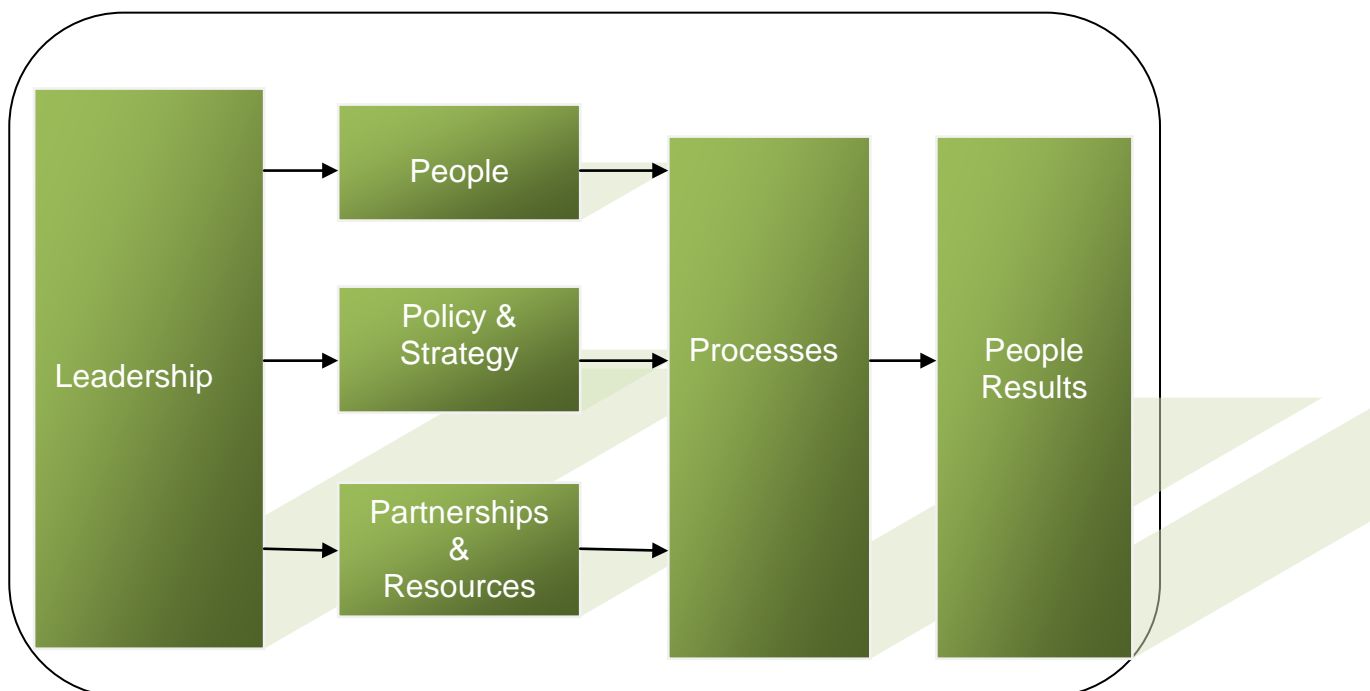 Leadership
People
Policy &
Strategy
Partnerships
&
Resources
Processes
People
Results